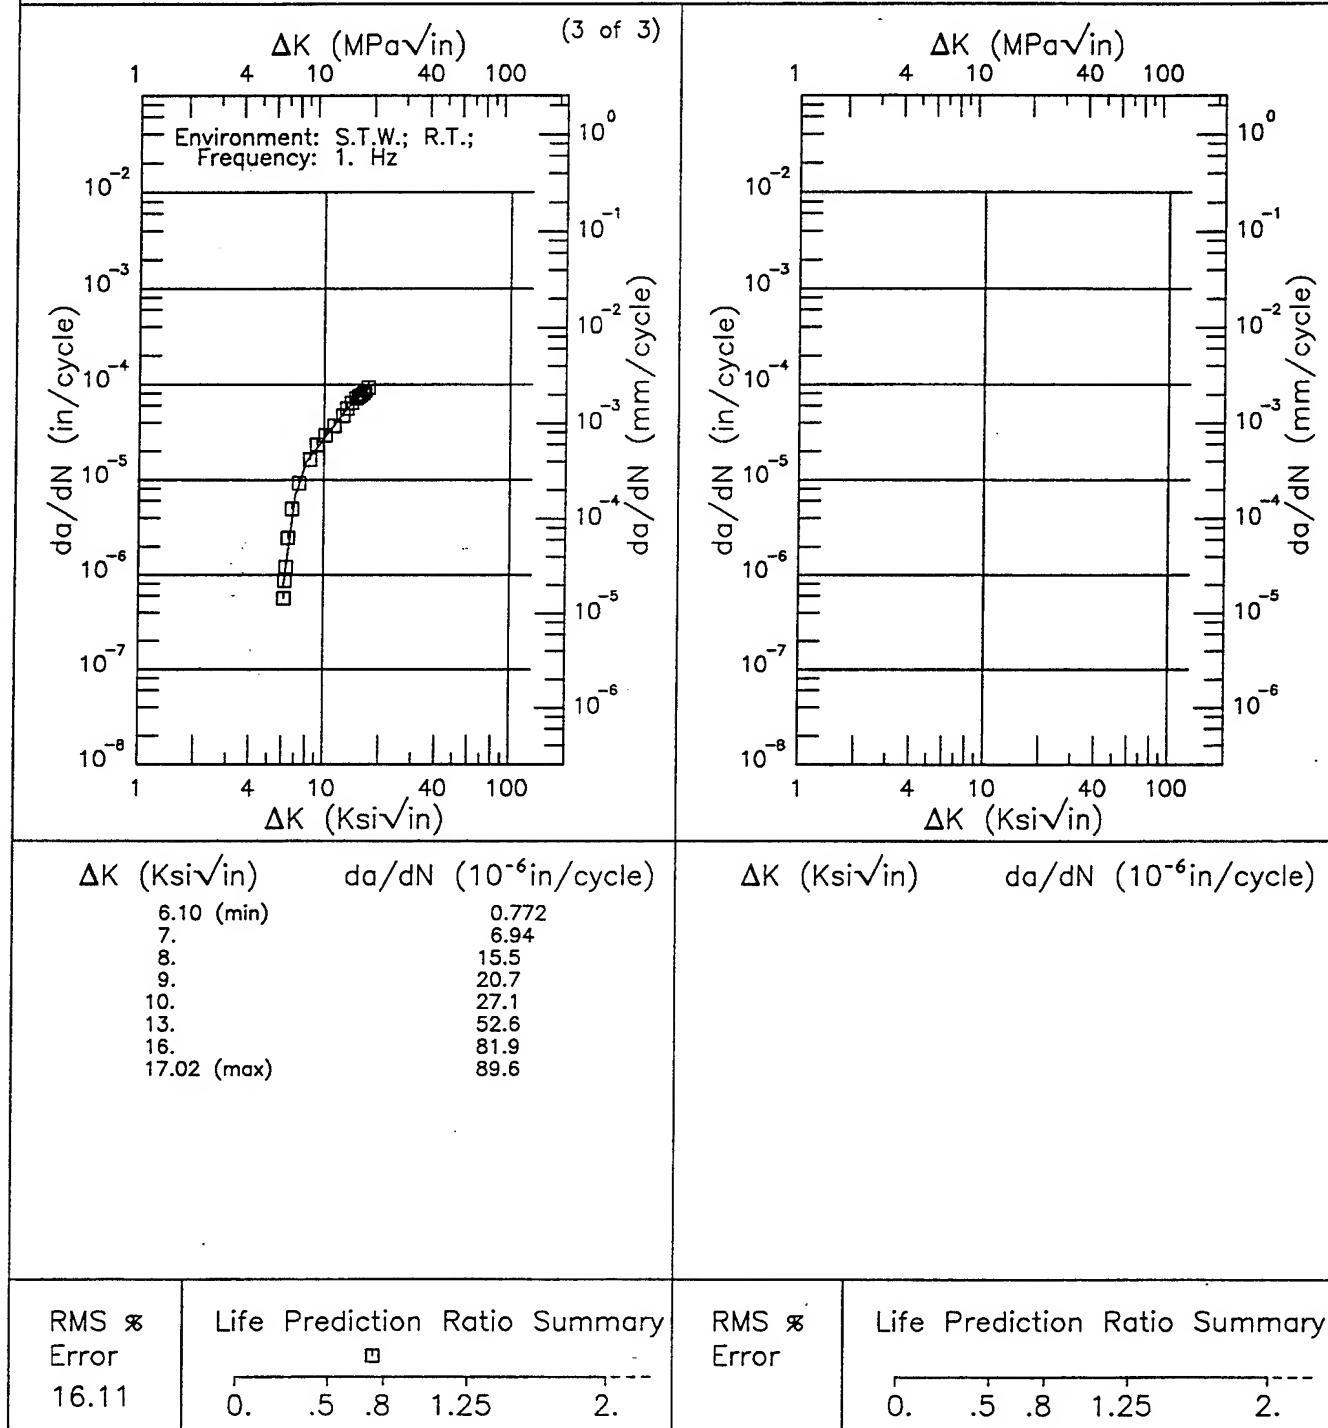 (3 of 3)
ΔK (MPa√in)
1 4 10 40 100
Environment: S.T.W.; R.T.;
Frequency: 1. Hz
da/dN (in/cycle)
10⁻²
10⁻³
10⁻⁴
10⁻⁵
10⁻⁶
10⁻⁷
10⁻⁸
10⁰
10⁻¹
10⁻²
10⁻³
10⁻⁴
10⁻⁵
10⁻⁶
da/dN (mm/cycle)
1 4 10 40 100
ΔK (Ksi√in)
ΔK (MPa√in)
1 4 10 40 100
da/dN (in/cycle)
10⁻²
10⁻³
10⁻⁴
10⁻⁵
10⁻⁶
10⁻⁷
10⁻⁸
10⁰
10⁻¹
10⁻²
10⁻³
10⁻⁴
10⁻⁵
10⁻⁶
da/dN (mm/cycle)
1 4 10 40 100
ΔK (Ksi√in)
ΔK (Ksi√in) da/dN (10⁻⁶in/cycle)
6.10 (min) 0.772
7. 6.94
8. 15.5
9. 20.7
10. 27.1
13. 52.6
16. 81.9
17.02 (max) 89.6
ΔK (Ksi√in) da/dN (10⁻⁶in/cycle)
RMS %
Error
16.11
Life Prediction Ratio Summary
0. .5 .8 1.25 2.
RMS %
Error
Life Prediction Ratio Summary
0. .5 .8 1.25 2.